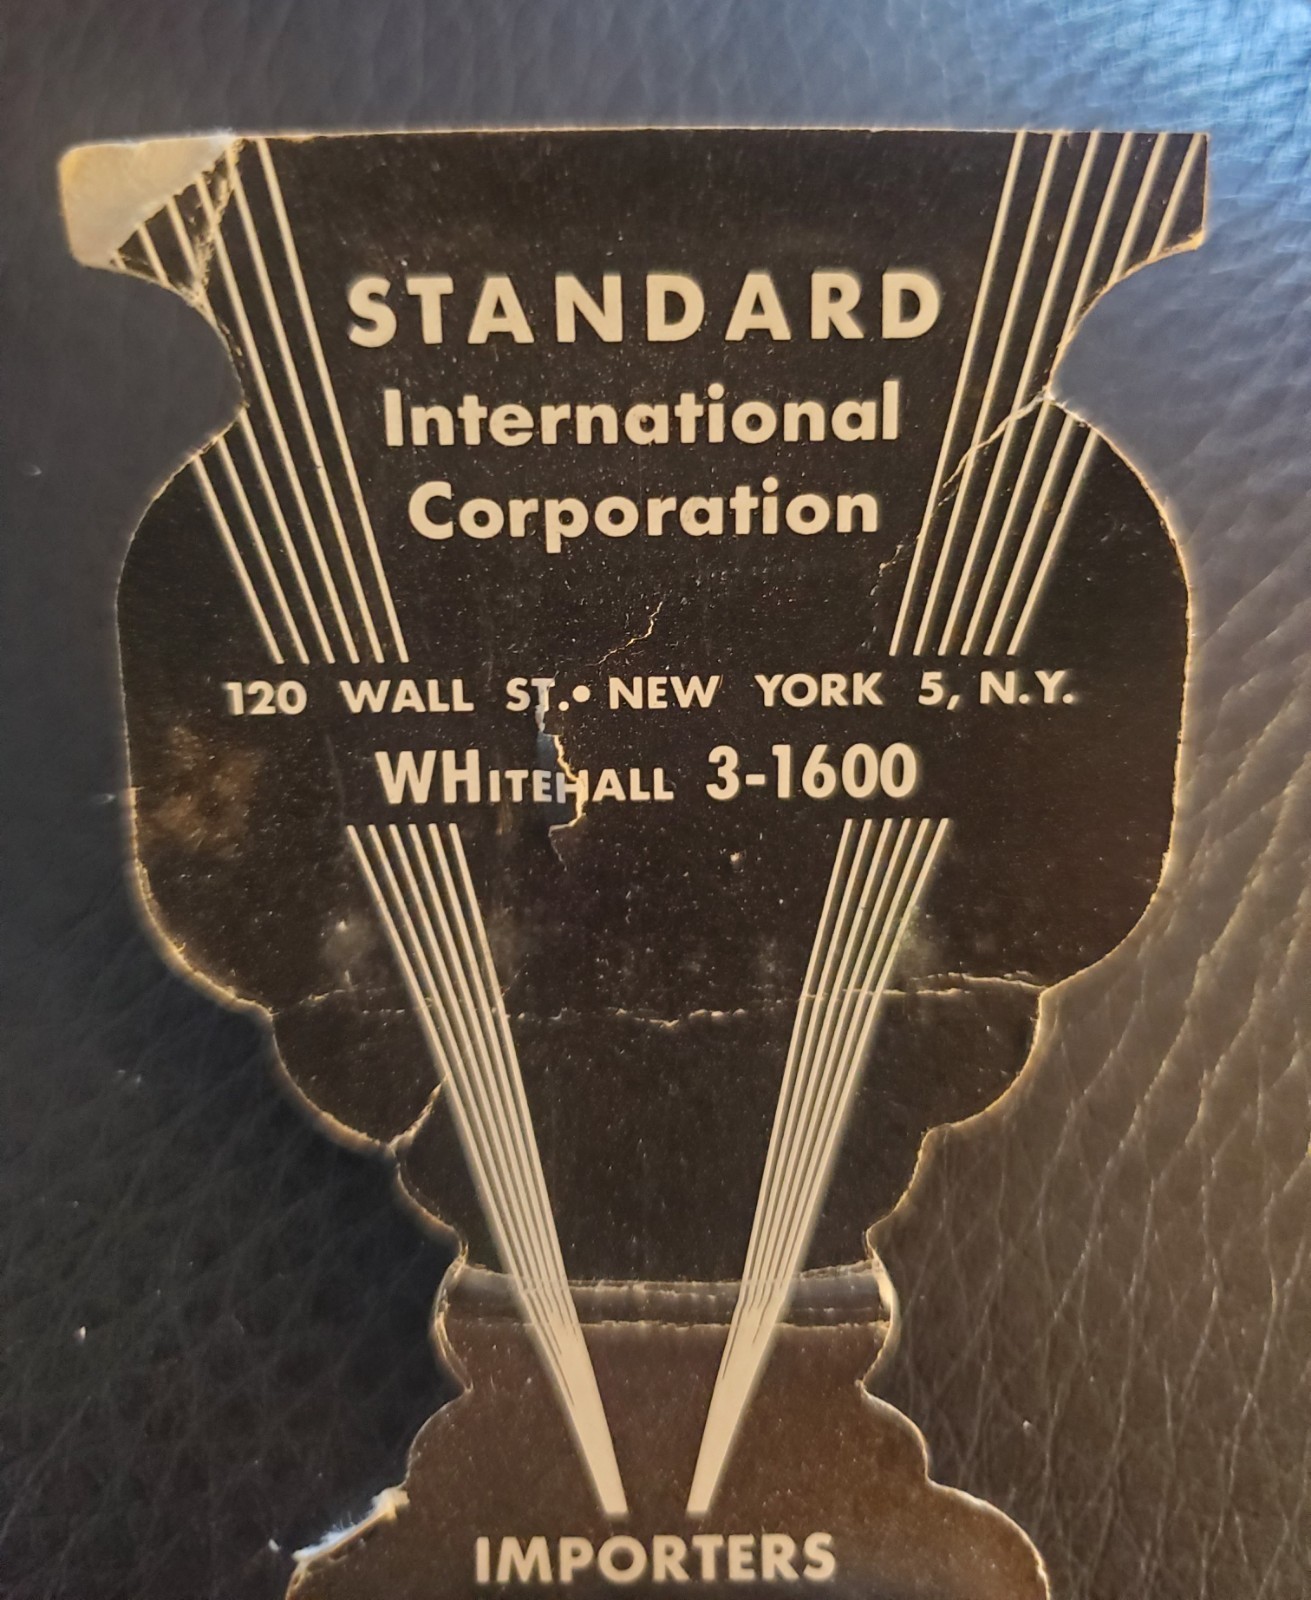 STANDARD
International
Corporation
120 WALL ST. • NEW YORK 5, N.Y.
WHITEHALL 3-1600
IMPORTERS